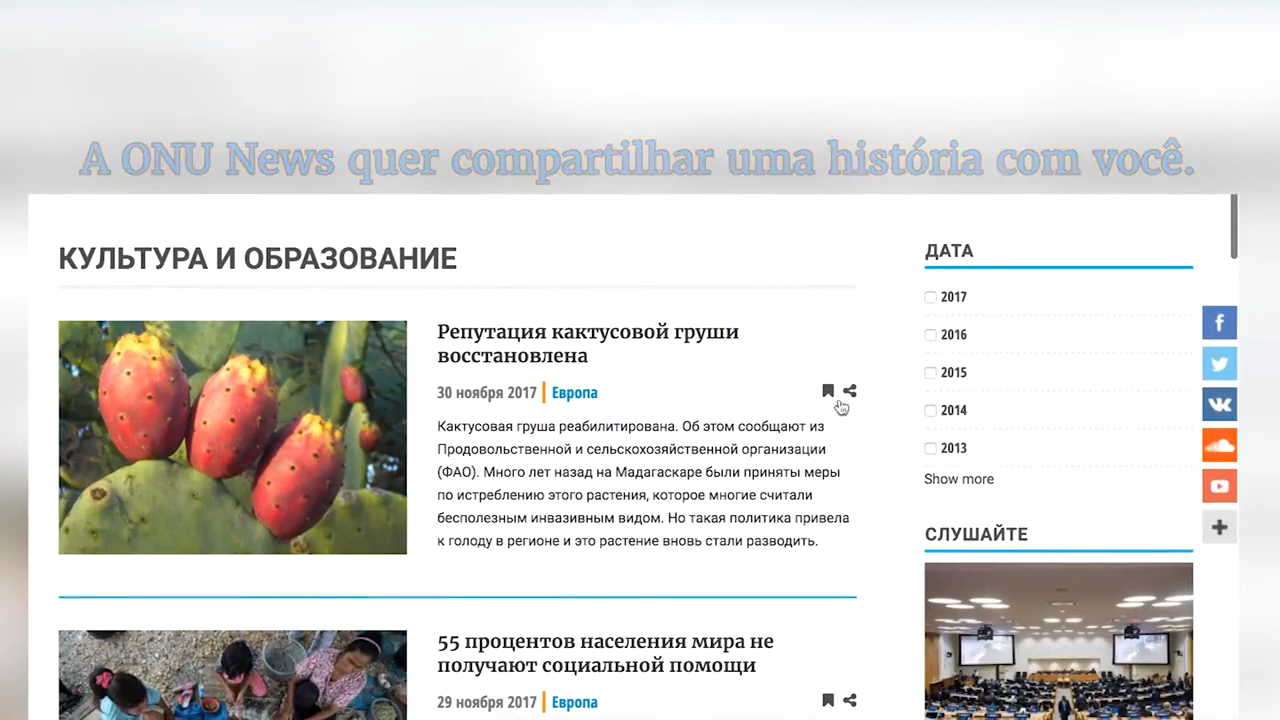 A ONU News quer compartilhar uma história com você.
КУЛЬТУРА И ОБРАЗОВАНИЕ
Репутация кактусовой груши
восстановлена
30 ноября 2017 Европа
Кактусовая груша реабилитирована. Об этом сообщают из
Продовольственной и сельскохозяйственной организации
(ФАО). Много лет назад на Мадагаскаре были приняты меры
по истреблению этого растения, которое многие считали
бесполезным инвазивным видом. Но такая политика привела
к голоду в регионе и это растение вновь стали разводить.
55 процентов населения мира не
получают социальной помощи
29 ноября 2017 Европа
ДАТА
2017
2016
2015
2014
2013
Show more
СЛУШАЙТЕ